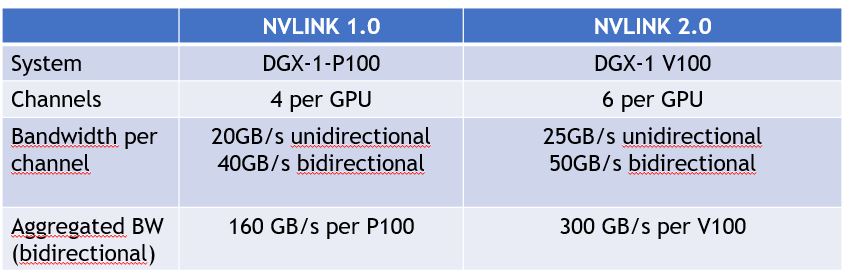 NVLINK 1.0 NVLINK 2.0
System DGX-1-P100 DGX-1 V100
Channels 4 per GPU 6 per GPU
Bandwidth per 20GB/s unidirectional 25GB/s unidirectional
channel 40GB/s bidirectional 50GB/s bidirectional
Aggregated BW 160 GB/s per P100 300 GB/s per V100
(bidirectional)